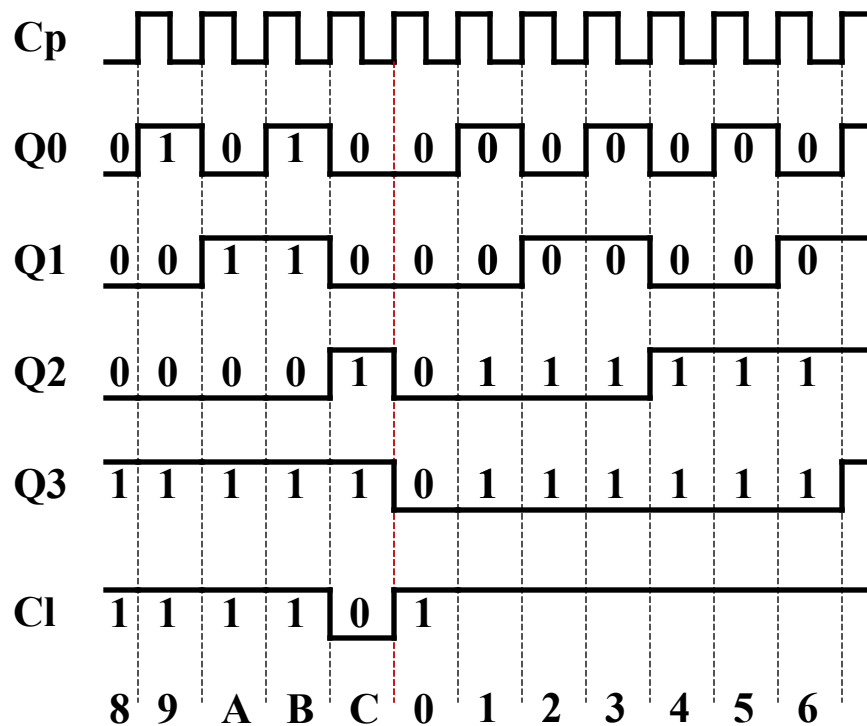 Cp
Q0 0 1 0 1 0 0 0 0 0 0 0
Q1 0 0 1 1 0 0 0 0 0 0 0 0
Q2 0 0 0 0 1 0 1 1 1 1 1 1
Q3 1 1 1 1 1 0 1 1 1 1 1 1
Cl 1 1 1 1 0 1
8 9 A B C 0 1 2 3 4 5 6